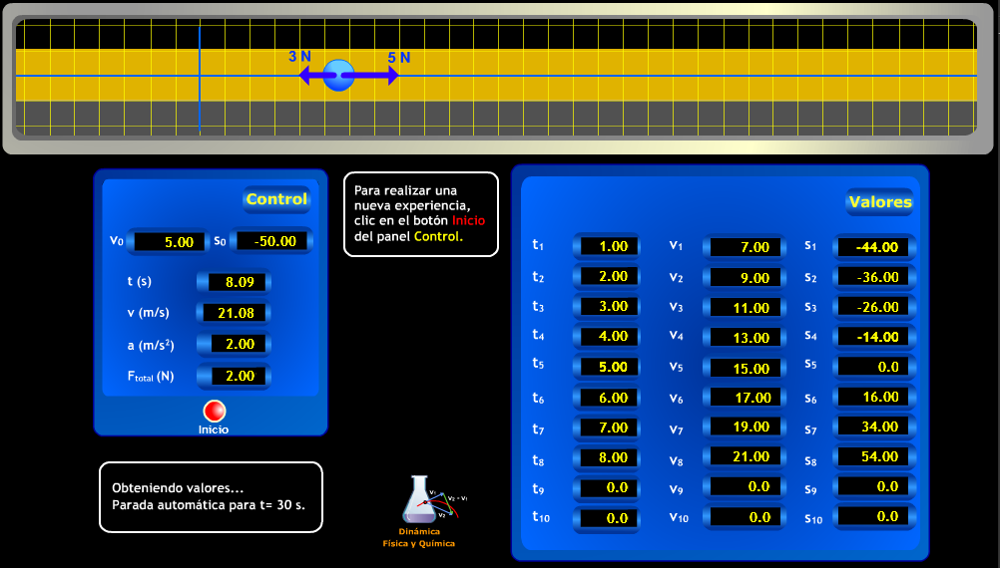 3 N
5 N
Control
v0 5.00 s0 -50.00
t (s) 8.09
v (m/s) 21.08
a (m/s²) 2.00
Ftotal (N) 2.00
Inicio
Para realizar una
nueva experiencia,
clic en el botón Inicio
del panel Control.
Valores
t1 1.00 v1 7.00 s1 -44.00
t2 2.00 v2 9.00 s2 -36.00
t3 3.00 v3 11.00 s3 -26.00
t4 4.00 v4 13.00 s4 -14.00
t5 5.00 v5 15.00 s5 0.0
t6 6.00 v6 17.00 s6 16.00
t7 7.00 v7 19.00 s7 34.00
t8 8.00 v8 21.00 s8 54.00
t9 0.0 v9 0.0 s9 0.0
t10 0.0 v10 0.0 s10 0.0
Obteniendo valores...
Parada automática para t= 30 s.
v1
v2 - v1
v2
Dinámica
Física y Química